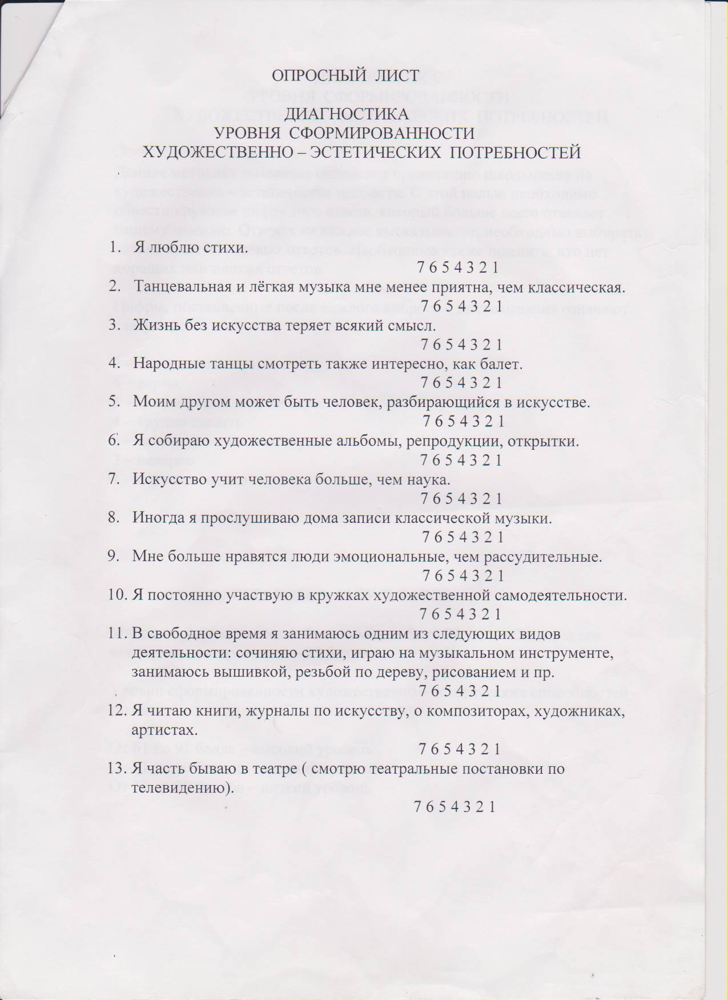 ОПРОСНЫЙ ЛИСТ
ДИАГНОСТИКА
УРОВНЯ СФОРМИРОВАННОСТИ
ХУДОЖЕСТВЕННО – ЭСТЕТИЧЕСКИХ ПОТРЕБНОСТЕЙ
1. Я люблю стихи.
7 6 5 4 3 2 1
2. Танцевальная и лёгкая музыка мне менее приятна, чем классическая.
7 6 5 4 3 2 1
3. Жизнь без искусства теряет всякий смысл.
7 6 5 4 3 2 1
4. Народные танцы смотреть также интересно, как балет.
7 6 5 4 3 2 1
5. Моим другом может быть человек, разбирающийся в искусстве.
7 6 5 4 3 2 1
6. Я собираю художественные альбомы, репродукции, открытки.
7 6 5 4 3 2 1
7. Искусство учит человека больше, чем наука.
7 6 5 4 3 2 1
8. Иногда я прослушиваю дома записи классической музыки.
7 6 5 4 3 2 1
9. Мне больше нравятся люди эмоциональные, чем рассудительные.
7 6 5 4 3 2 1
10. Я постоянно участвую в кружках художественной самодеятельности.
7 6 5 4 3 2 1
11. В свободное время я занимаюсь одним из следующих видов
деятельности: сочиняю стихи, играю на музыкальном инструменте,
занимаюсь вышивкой, резьбой по дереву, рисованием и пр.
7 6 5 4 3 2 1
12. Я читаю книги, журналы по искусству, о композиторах, художниках,
артистах.
7 6 5 4 3 2 1
13. Я часть бываю в театре ( смотрю театральные постановки по
телевидению).
7 6 5 4 3 2 1